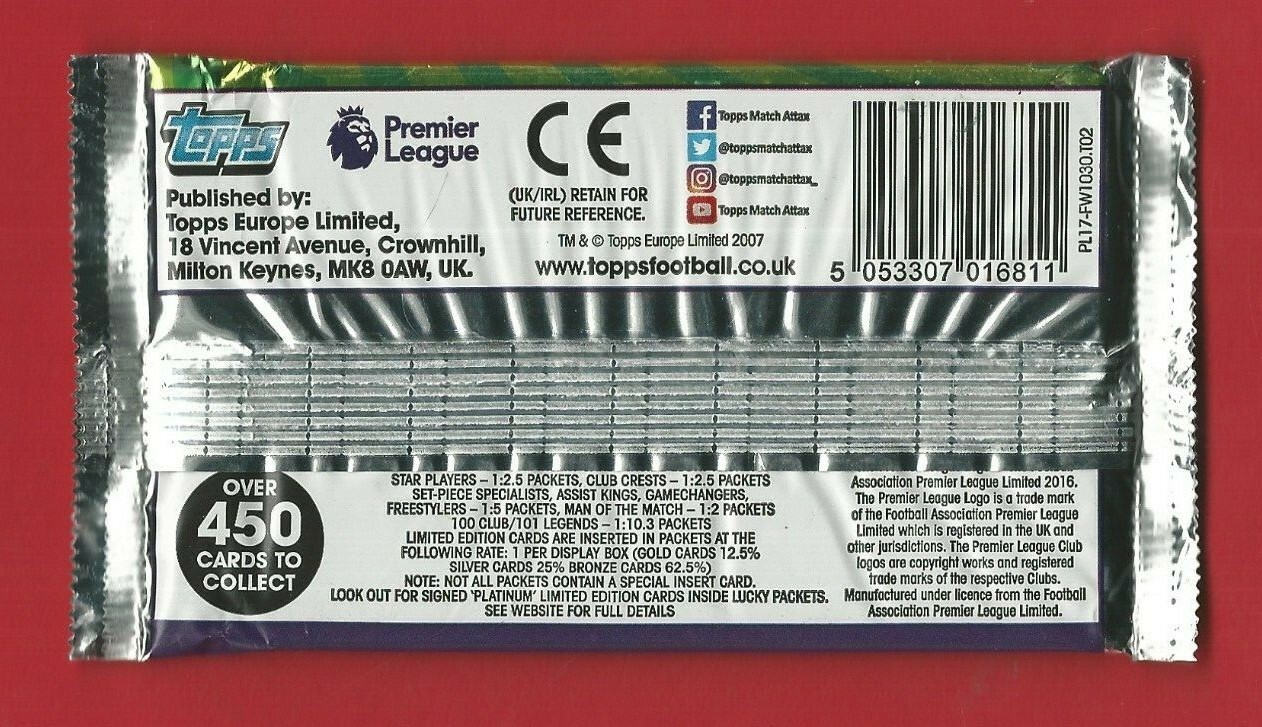 topps
Premier
League
CE
Published by:
Topps Europe Limited,
18 Vincent Avenue, Crownhill,
Milton Keynes, MK8 0AW, UK.
(UK/IRL) RETAIN FOR
FUTURE REFERENCE.
TM & © Topps Europe Limited 2007
www.toppsfootball.co.uk
Topps Match Attax
@toppsmatchattax
@toppsmatchattax_
Topps Match Attax
5 053307 016811
PL17-FW1030.T02
OVER
450
CARDS TO
COLLECT
STAR PLAYERS – 1:2.5 PACKETS, CLUB CRESTS – 1:2.5 PACKETS
SET-PIECE SPECIALISTS, ASSIST KINGS, GAMECHANGERS,
FREESTYLERS – 1:5 PACKETS, MAN OF THE MATCH – 1:2 PACKETS
100 CLUB/101 LEGENDS – 1:10.3 PACKETS
LIMITED EDITION CARDS ARE INSERTED IN PACKETS AT THE
FOLLOWING RATE: 1 PER DISPLAY BOX (GOLD CARDS 12.5%
SILVER CARDS 25% BRONZE CARDS 62.5%)
NOTE: NOT ALL PACKETS CONTAIN A SPECIAL INSERT CARD.
LOOK OUT FOR SIGNED 'PLATINUM' LIMITED EDITION CARDS INSIDE LUCKY PACKETS.
SEE WEBSITE FOR FULL DETAILS
Association Premier League Limited 2016.
The Premier League Logo is a trade mark
of the Football Association Premier League
Limited which is registered in the UK and
other jurisdictions. The Premier League Club
logos are copyright works and registered
trade marks of the respective Clubs.
Manufactured under licence from the Football
Association Premier League Limited.